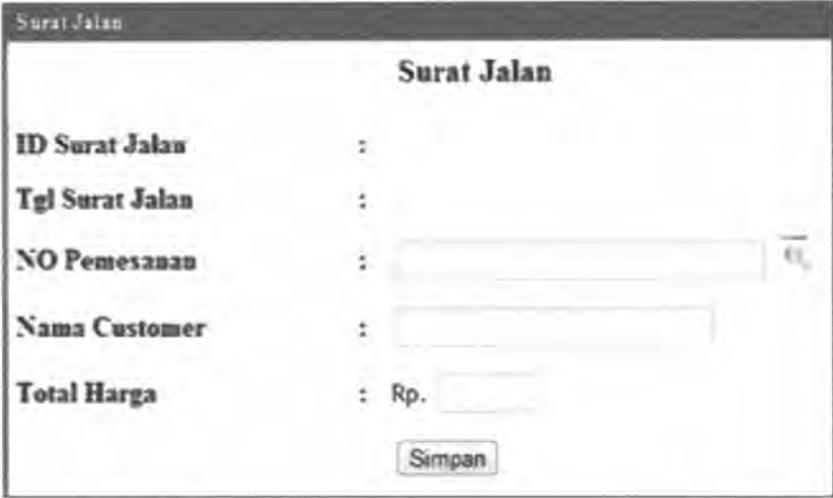 Surat Jalan
Surat Jalan
ID Surat Jalan :
Tgl Surat Jalan :
NO Pemesanan :
Nama Customer :
Total Harga : Rp.
Simpan